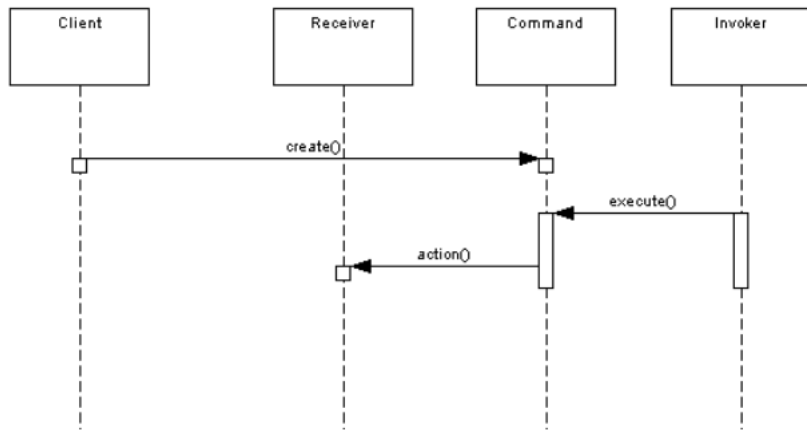 Client
Receiver
Command
Invoker
create()
execute()
action()